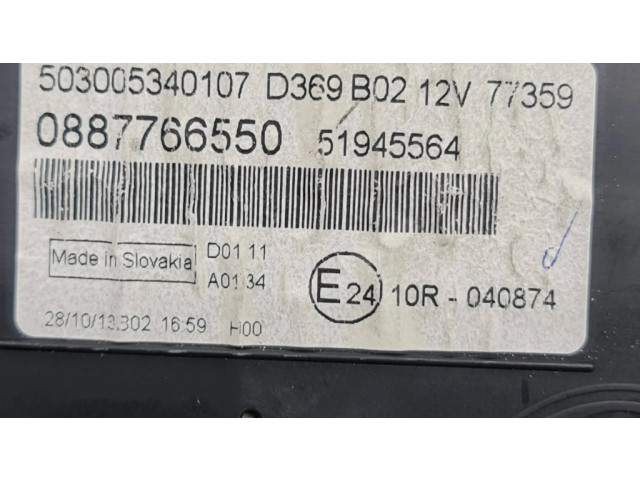 503005340107 D369 B02 12V 77359
0887766550 51945564
Made in Slovakia D01 11
A01 34
E24 10R - 040874
28/10/13.302 16:59 H00